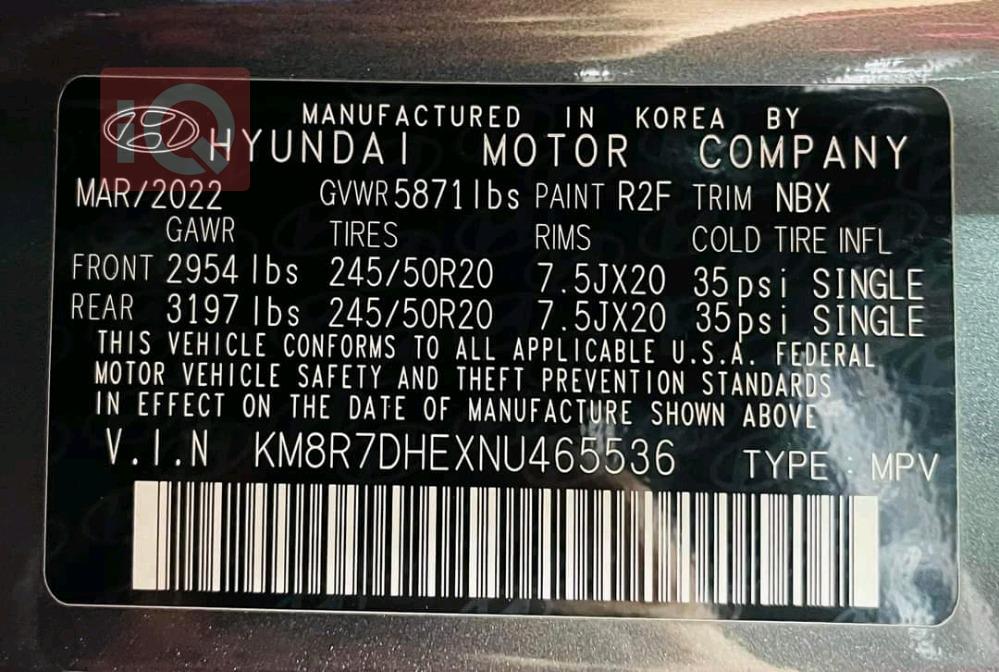 MANUFACTURED IN KOREA BY
HYUNDAI MOTOR COMPANY
MAR/2022 GVWR 5871 lbs PAINT R2F TRIM NBX
GAWR TIRES RIMS COLD TIRE INFL
FRONT 2954 lbs 245/50R20 7.5JX20 35psi SINGLE
REAR 3197 lbs 245/50R20 7.5JX20 35psi SINGLE
THIS VEHICLE CONFORMS TO ALL APPLICABLE U.S.A. FEDERAL
MOTOR VEHICLE SAFETY AND THEFT PREVENTION STANDARDS
IN EFFECT ON THE DATE OF MANUFACTURE SHOWN ABOVE
V.I.N KM8R7DHEXNU465536 TYPE : MPV
IQ